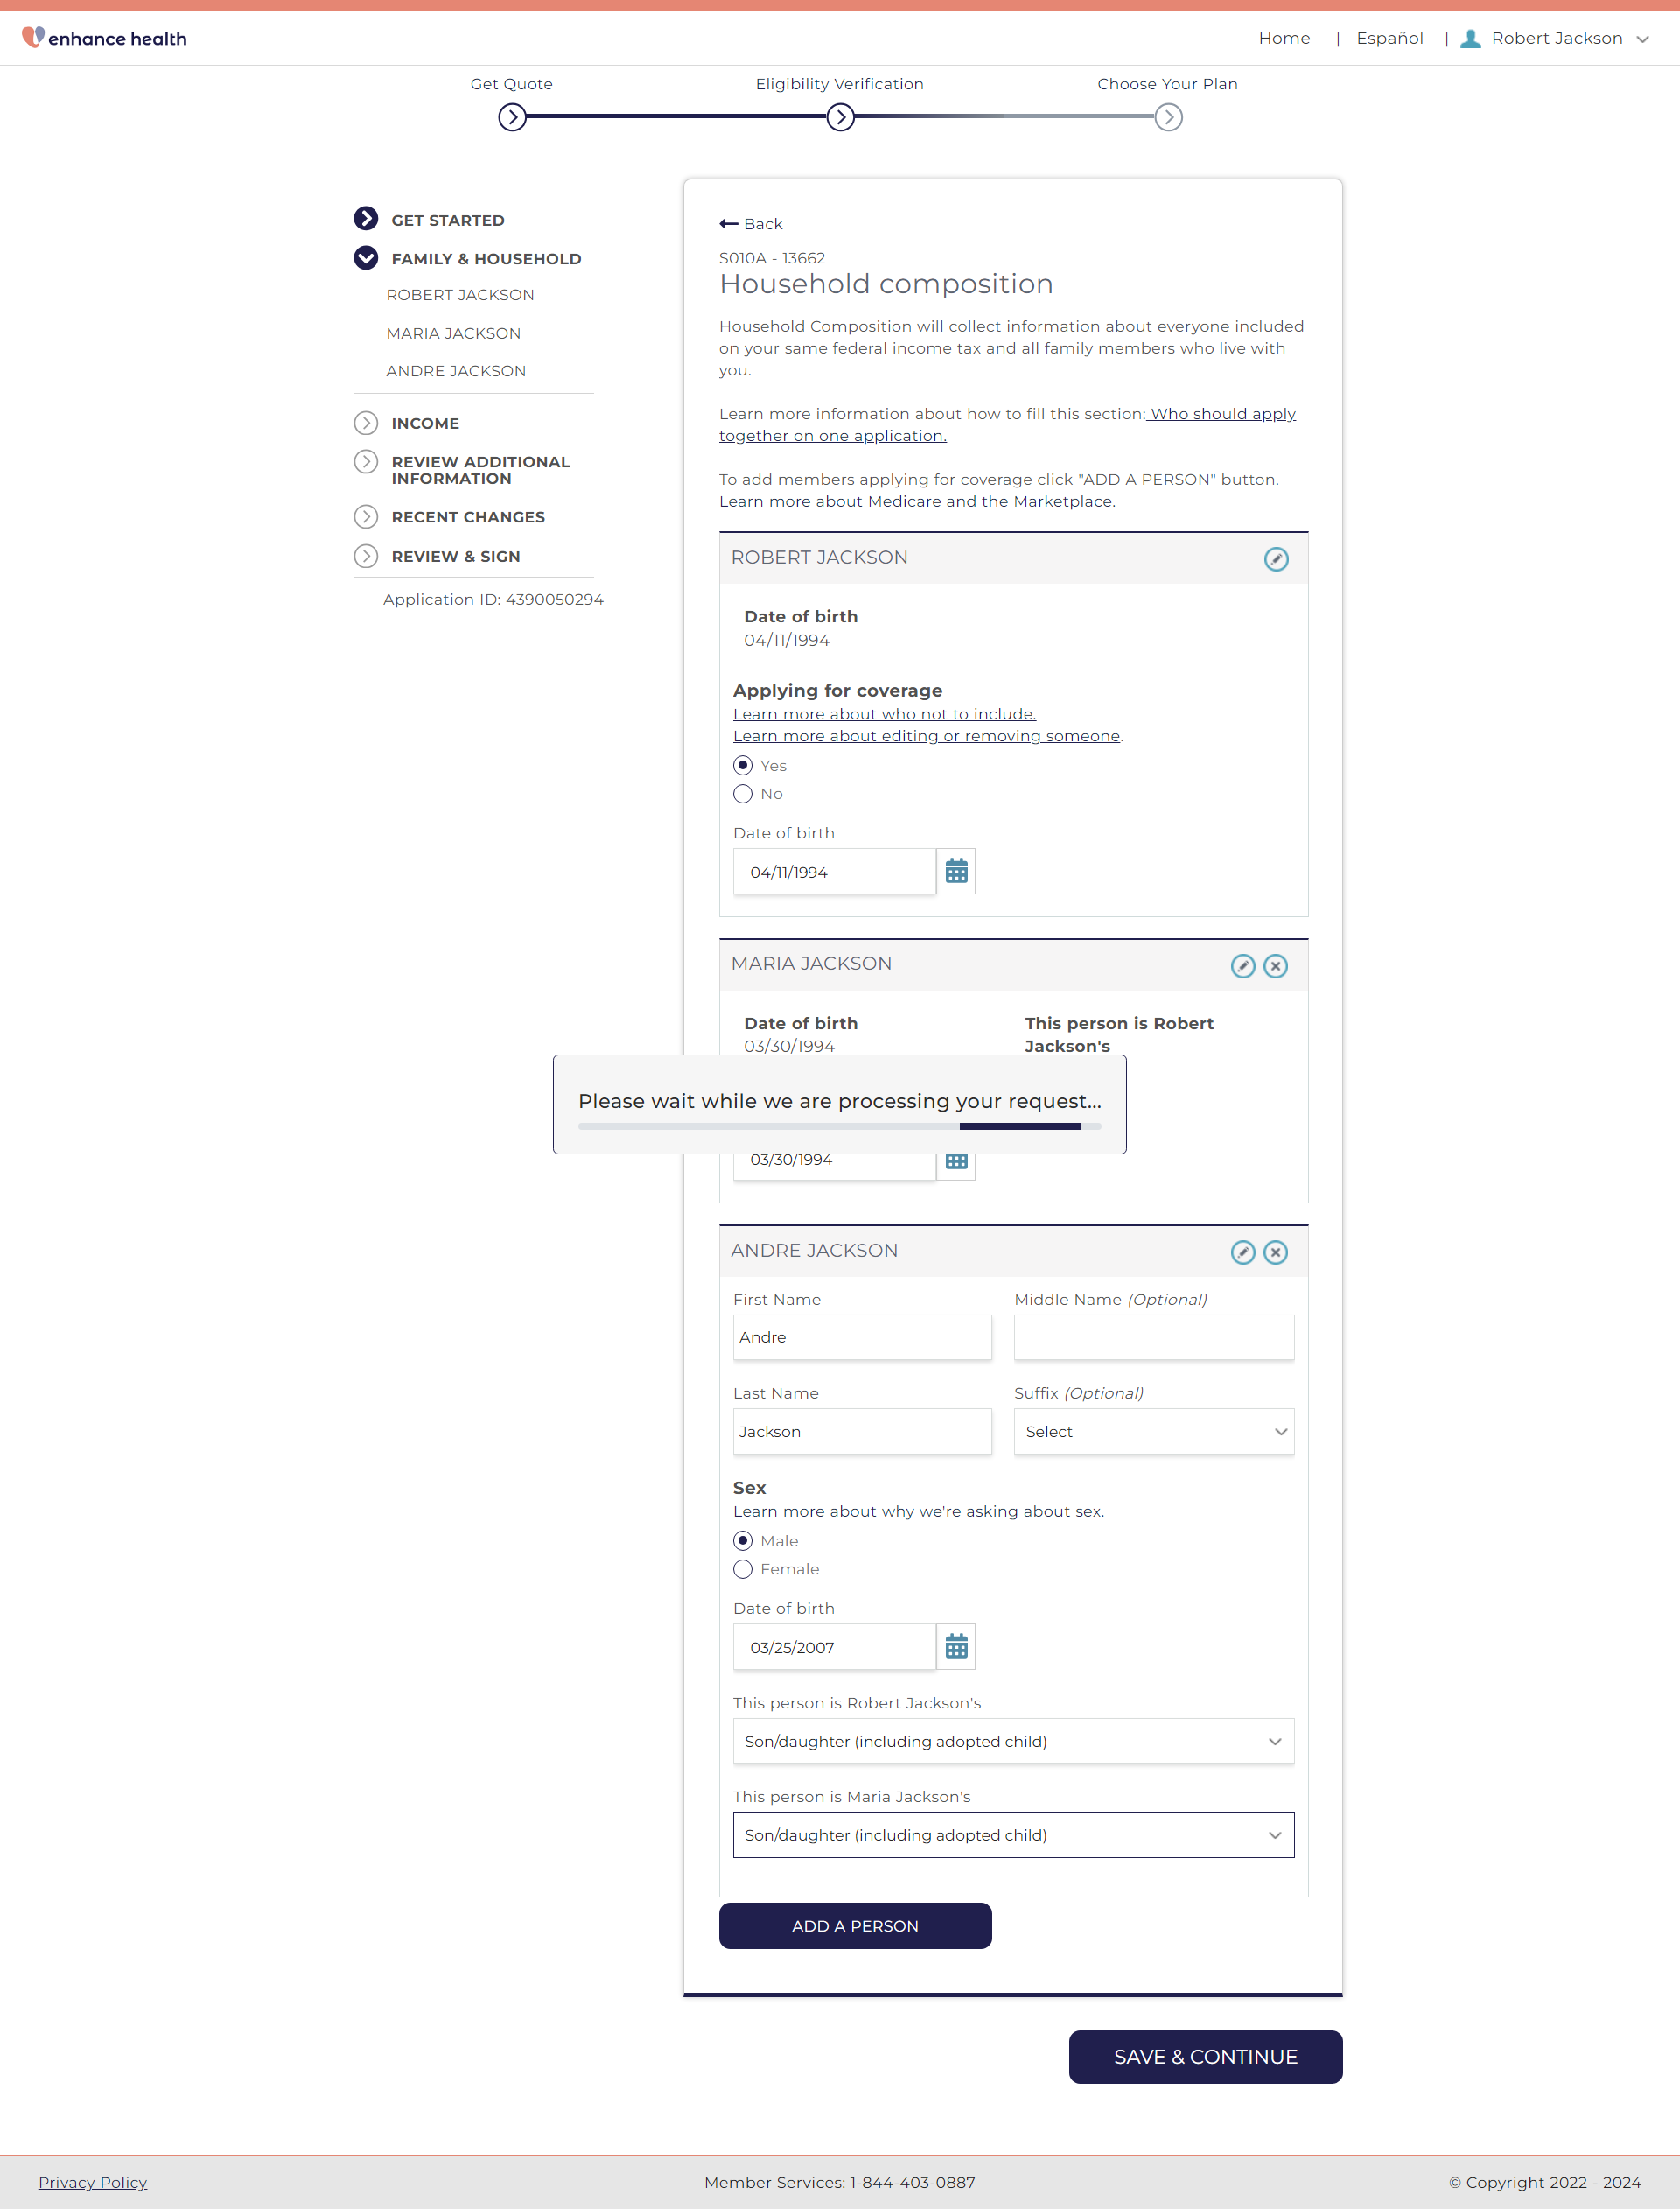 enhance health
Home | Español | Robert Jackson
Get Quote
Eligibility Verification
Choose Your Plan
GET STARTED
FAMILY & HOUSEHOLD
ROBERT JACKSON
MARIA JACKSON
ANDRE JACKSON
INCOME
REVIEW ADDITIONAL
INFORMATION
RECENT CHANGES
REVIEW & SIGN
Application ID: 4390050294
Back
S010A - 13662
Household composition
Household Composition will collect information about everyone included
on your same federal income tax and all family members who live with
you.
Learn more information about how to fill this section: Who should apply
together on one application.
To add members applying for coverage click "ADD A PERSON" button.
Learn more about Medicare and the Marketplace.
ROBERT JACKSON
Date of birth
04/11/1994
Applying for coverage
Learn more about who not to include.
Learn more about editing or removing someone.
Yes
No
Date of birth
04/11/1994
MARIA JACKSON
Date of birth
03/30/1994
This person is Robert
Jackson's
Please wait while we are processing your request...
03/30/1994
ANDRE JACKSON
First Name
Andre
Middle Name (Optional)
Last Name
Jackson
Suffix (Optional)
Select
Sex
Learn more about why we're asking about sex.
Male
Female
Date of birth
03/25/2007
This person is Robert Jackson's
Son/daughter (including adopted child)
This person is Maria Jackson's
Son/daughter (including adopted child)
ADD A PERSON
SAVE & CONTINUE
Privacy Policy
Member Services: 1-844-403-0887
© Copyright 2022 - 2024